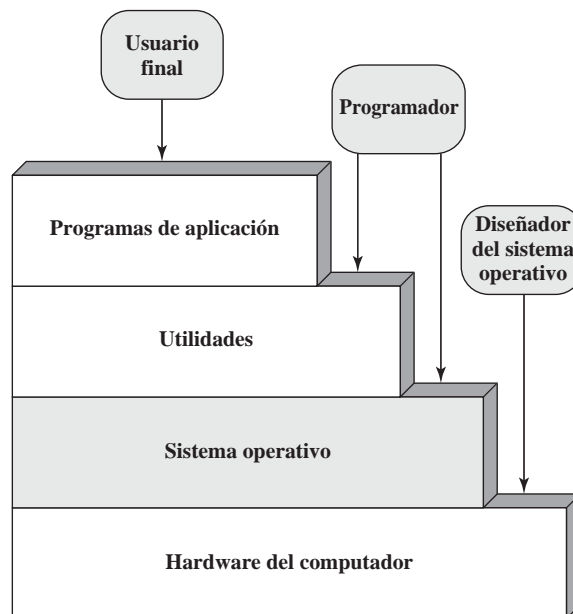 Usuario
final
Programador
Programas de aplicación
Diseñador
del sistema
operativo
Utilidades
Sistema operativo
Hardware del computador